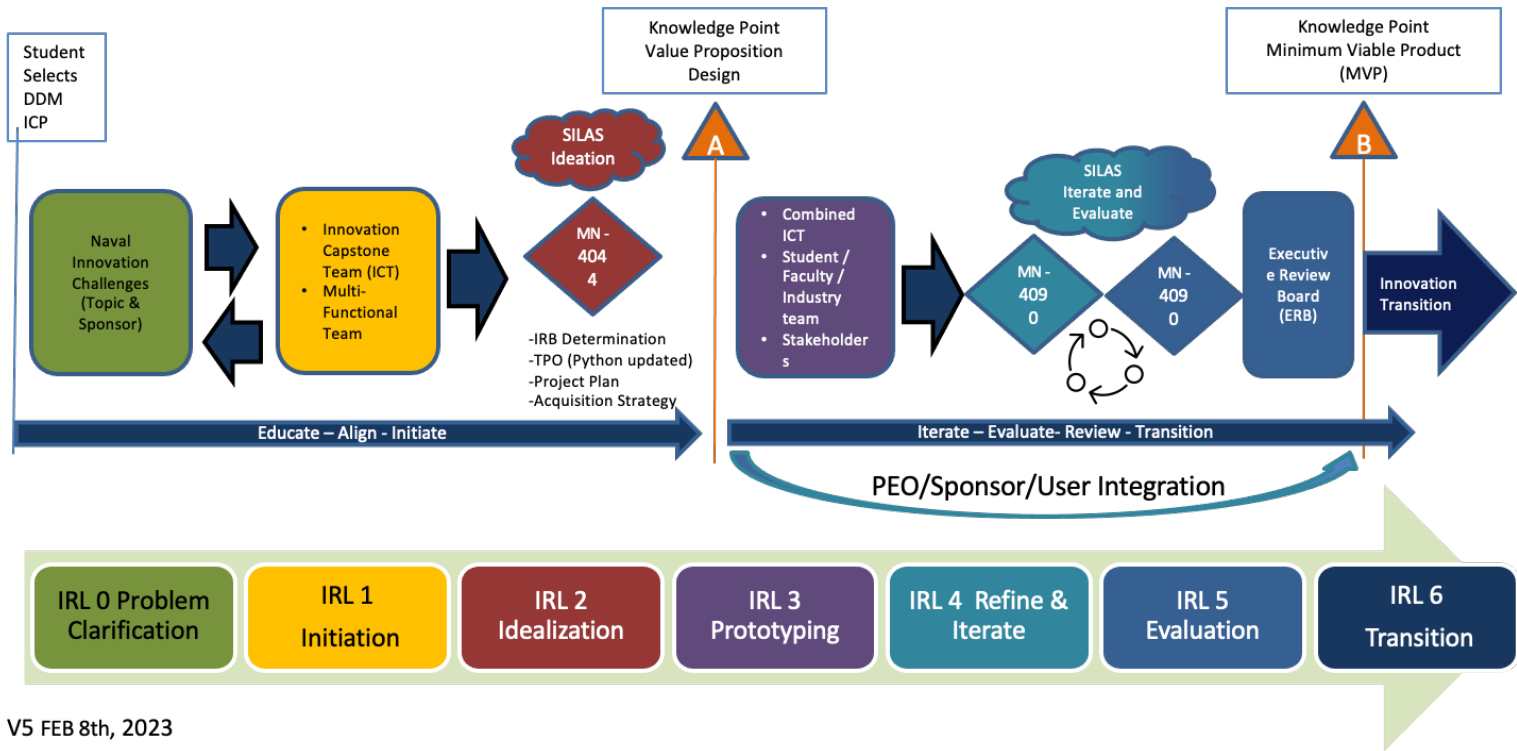 Student
Selects
DDM
ICP
Knowledge Point
Value Proposition
Design
Knowledge Point
Minimum Viable Product
(MVP)
SILAS
Ideation
A
B
SILAS
Iterate and
Evaluate
Naval
Innovation
Challenges
(Topic &
Sponsor)
• Innovation
Capstone
Team (ICT)
• Multi-
Functional
Team
MN -
404
4
-IRB Determination
-TPO (Python updated)
-Project Plan
-Acquisition Strategy
• Combined
ICT
• Student /
Faculty /
Industry
team
• Stakeholder
s
MN -
409
0
MN -
409
0
Executiv
e Review
Board
(ERB)
Innovation
Transition
Educate – Align - Initiate
Iterate – Evaluate- Review - Transition
PEO/Sponsor/User Integration
IRL 0 Problem
Clarification
IRL 1
Initiation
IRL 2
Idealization
IRL 3
Prototyping
IRL 4 Refine &
Iterate
IRL 5
Evaluation
IRL 6
Transition
V5 FEB 8th, 2023